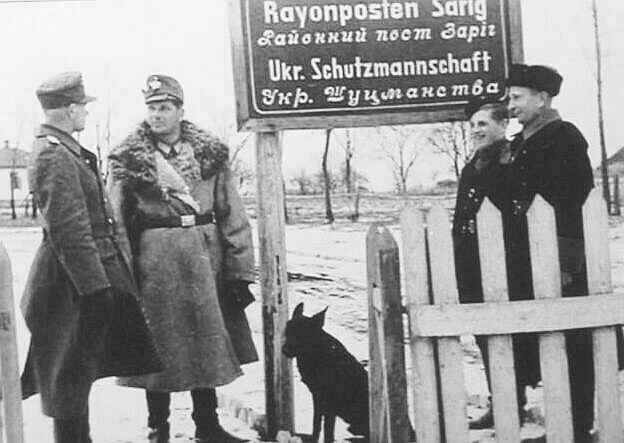 Rayonposten Sarig
Районний пост Заріг
Ukr. Schutzmannschaft
Укр. Шуцманства